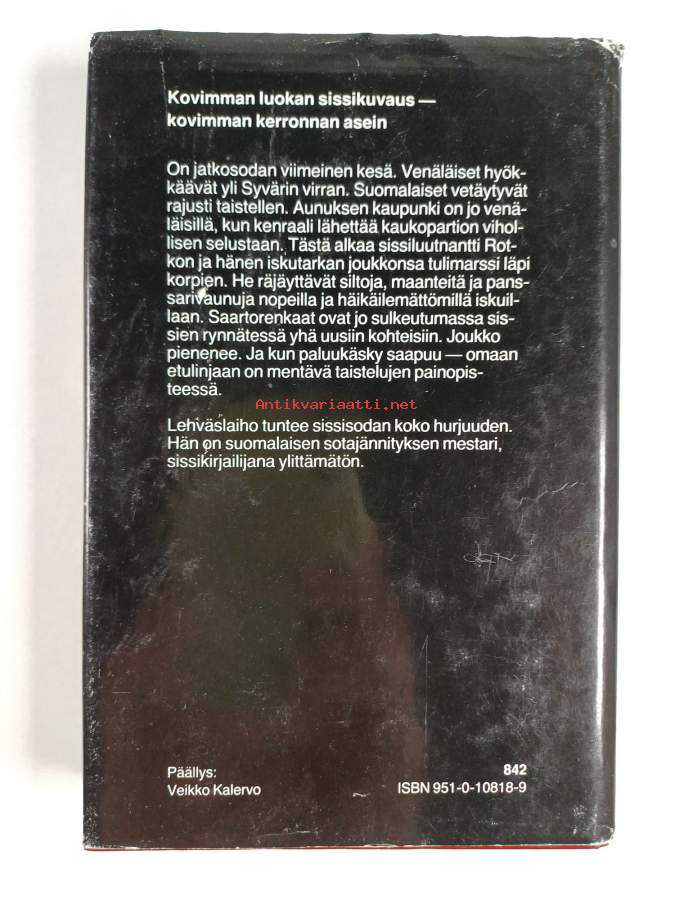 Kovimman luokan sissikuvaus —
kovimman kerronnan asein
On jatkosodan viimeinen kesä. Venäläiset hyök-
käävät yli Syvärin virran. Suomalaiset vetäytyvät
rajusti taistellen. Aunuksen kaupunki on jo venä-
läisillä, kun kenraali lähettää kaukopartion vihol-
lisen selustaan. Tästä alkaa sissiluutnantti Rot-
kon ja hänen iskutarkan joukkonsa tulimarssi läpi
korpien. He räjäyttävät siltoja, maanteitä ja pans-
sarivaunuja nopeilla ja häikäilemättömillä iskuil-
laan. Saartorenkaat ovat jo sulkeutumassa sis-
sien rynnätessä yhä uusiin kohteisiin. Joukko
pienenee. Ja kun paluukäsky saapuu — omaan
etulinjaan on mentävä taistelujen painopis-
teessä.
Antikvariaatti.net
Lehväslaiho tuntee sissisodan koko hurjuuden.
Hän on suomalaisen sotajännityksen mestari,
sissikirjailijana ylittämätön.
Päällys:
Veikko Kalervo
842
ISBN 951-0-10818-9